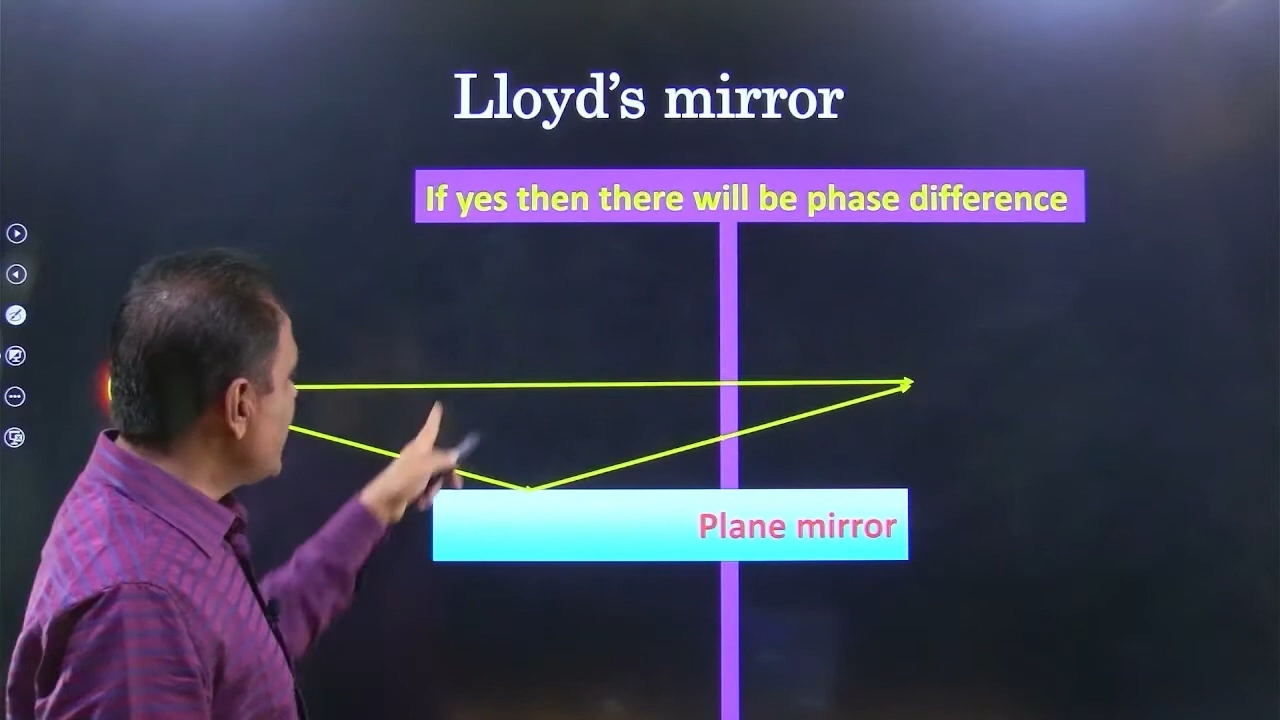 Lloyd's mirror
If yes then there will be phase difference
Plane mirror